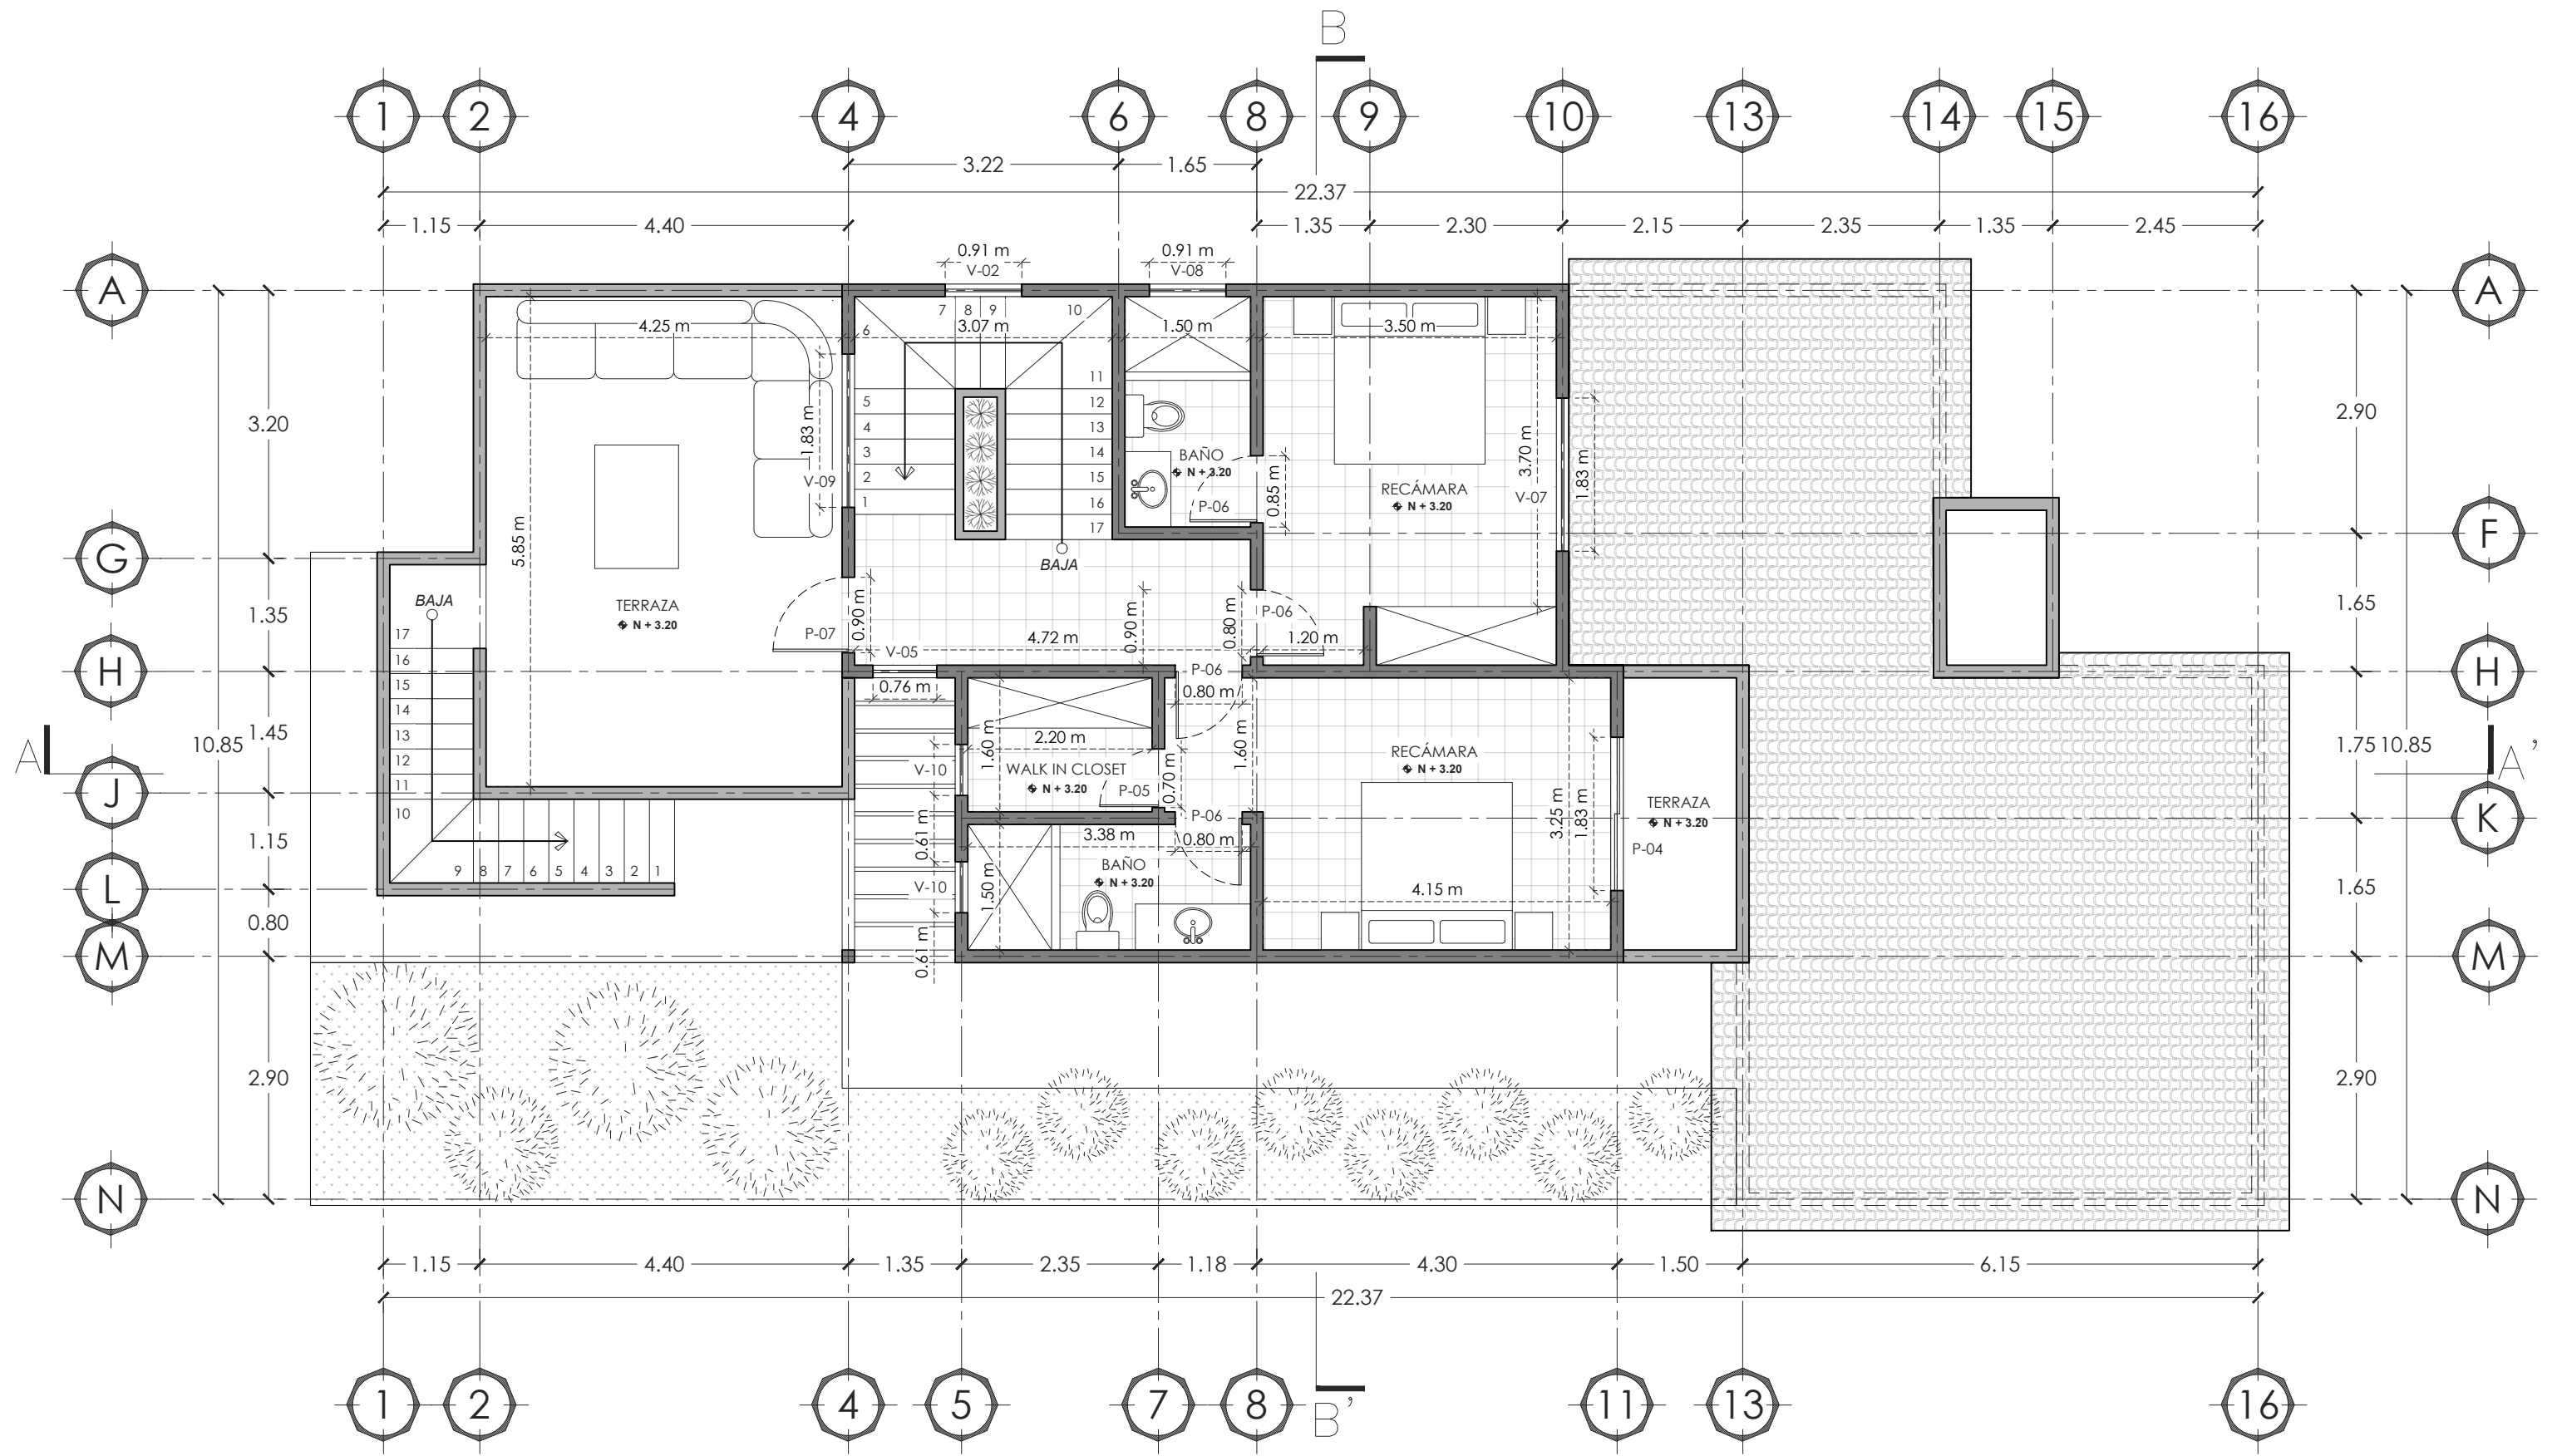 B
1 2 4 6 8 9 10 13 14 15 16
3.22 1.65
22.37
1.15 4.40 1.35 2.30 2.15 2.35 1.35 2.45
0.91 m 0.91 m
V-02 V-08
A A
7 8 9 10
4.25 m 6 3.07 m 1.50 m 3.50 m
11
5 12
4 13
3 14
2 15
1 16
17
1.83 m
V-09
3.20
2.90
BAÑO
N + 3.20
P-06
0.85 m
RECÁMARA
N + 3.20
3.70 m
V-07
1.83 m
5.85 m
G F
BAJA
BAJA
TERRAZA
N + 3.20
P-07
0.90 m
4.72 m
0.90 m
0.80 m
P-06
1.20 m
1.35
1.65
V-05
P-06
H H
17
16
15
14
13
12
11
10
0.76 m
0.80 m
1.60 m
2.20 m
1.60 m
V-10
WALK IN CLOSET
N + 3.20
P-05
0.70 m
RECÁMARA
N + 3.20
TERRAZA
N + 3.20
3.25 m
1.83 m
P-04
A 10.85 1.45
1.75 10.85 A'
J K
P-06
0.61 m
3.38 m
0.80 m
1.15
9 8 7 6 5 4 3 2 1
BAÑO
N + 3.20
V-10
1.50 m
4.15 m
1.65
L
0.80
0.61 m
M M
2.90 2.90
N N
1.15 4.40 1.35 2.35 1.18 4.30 1.50 6.15
22.37
1 2 4 5 7 8 11 13 16
B'